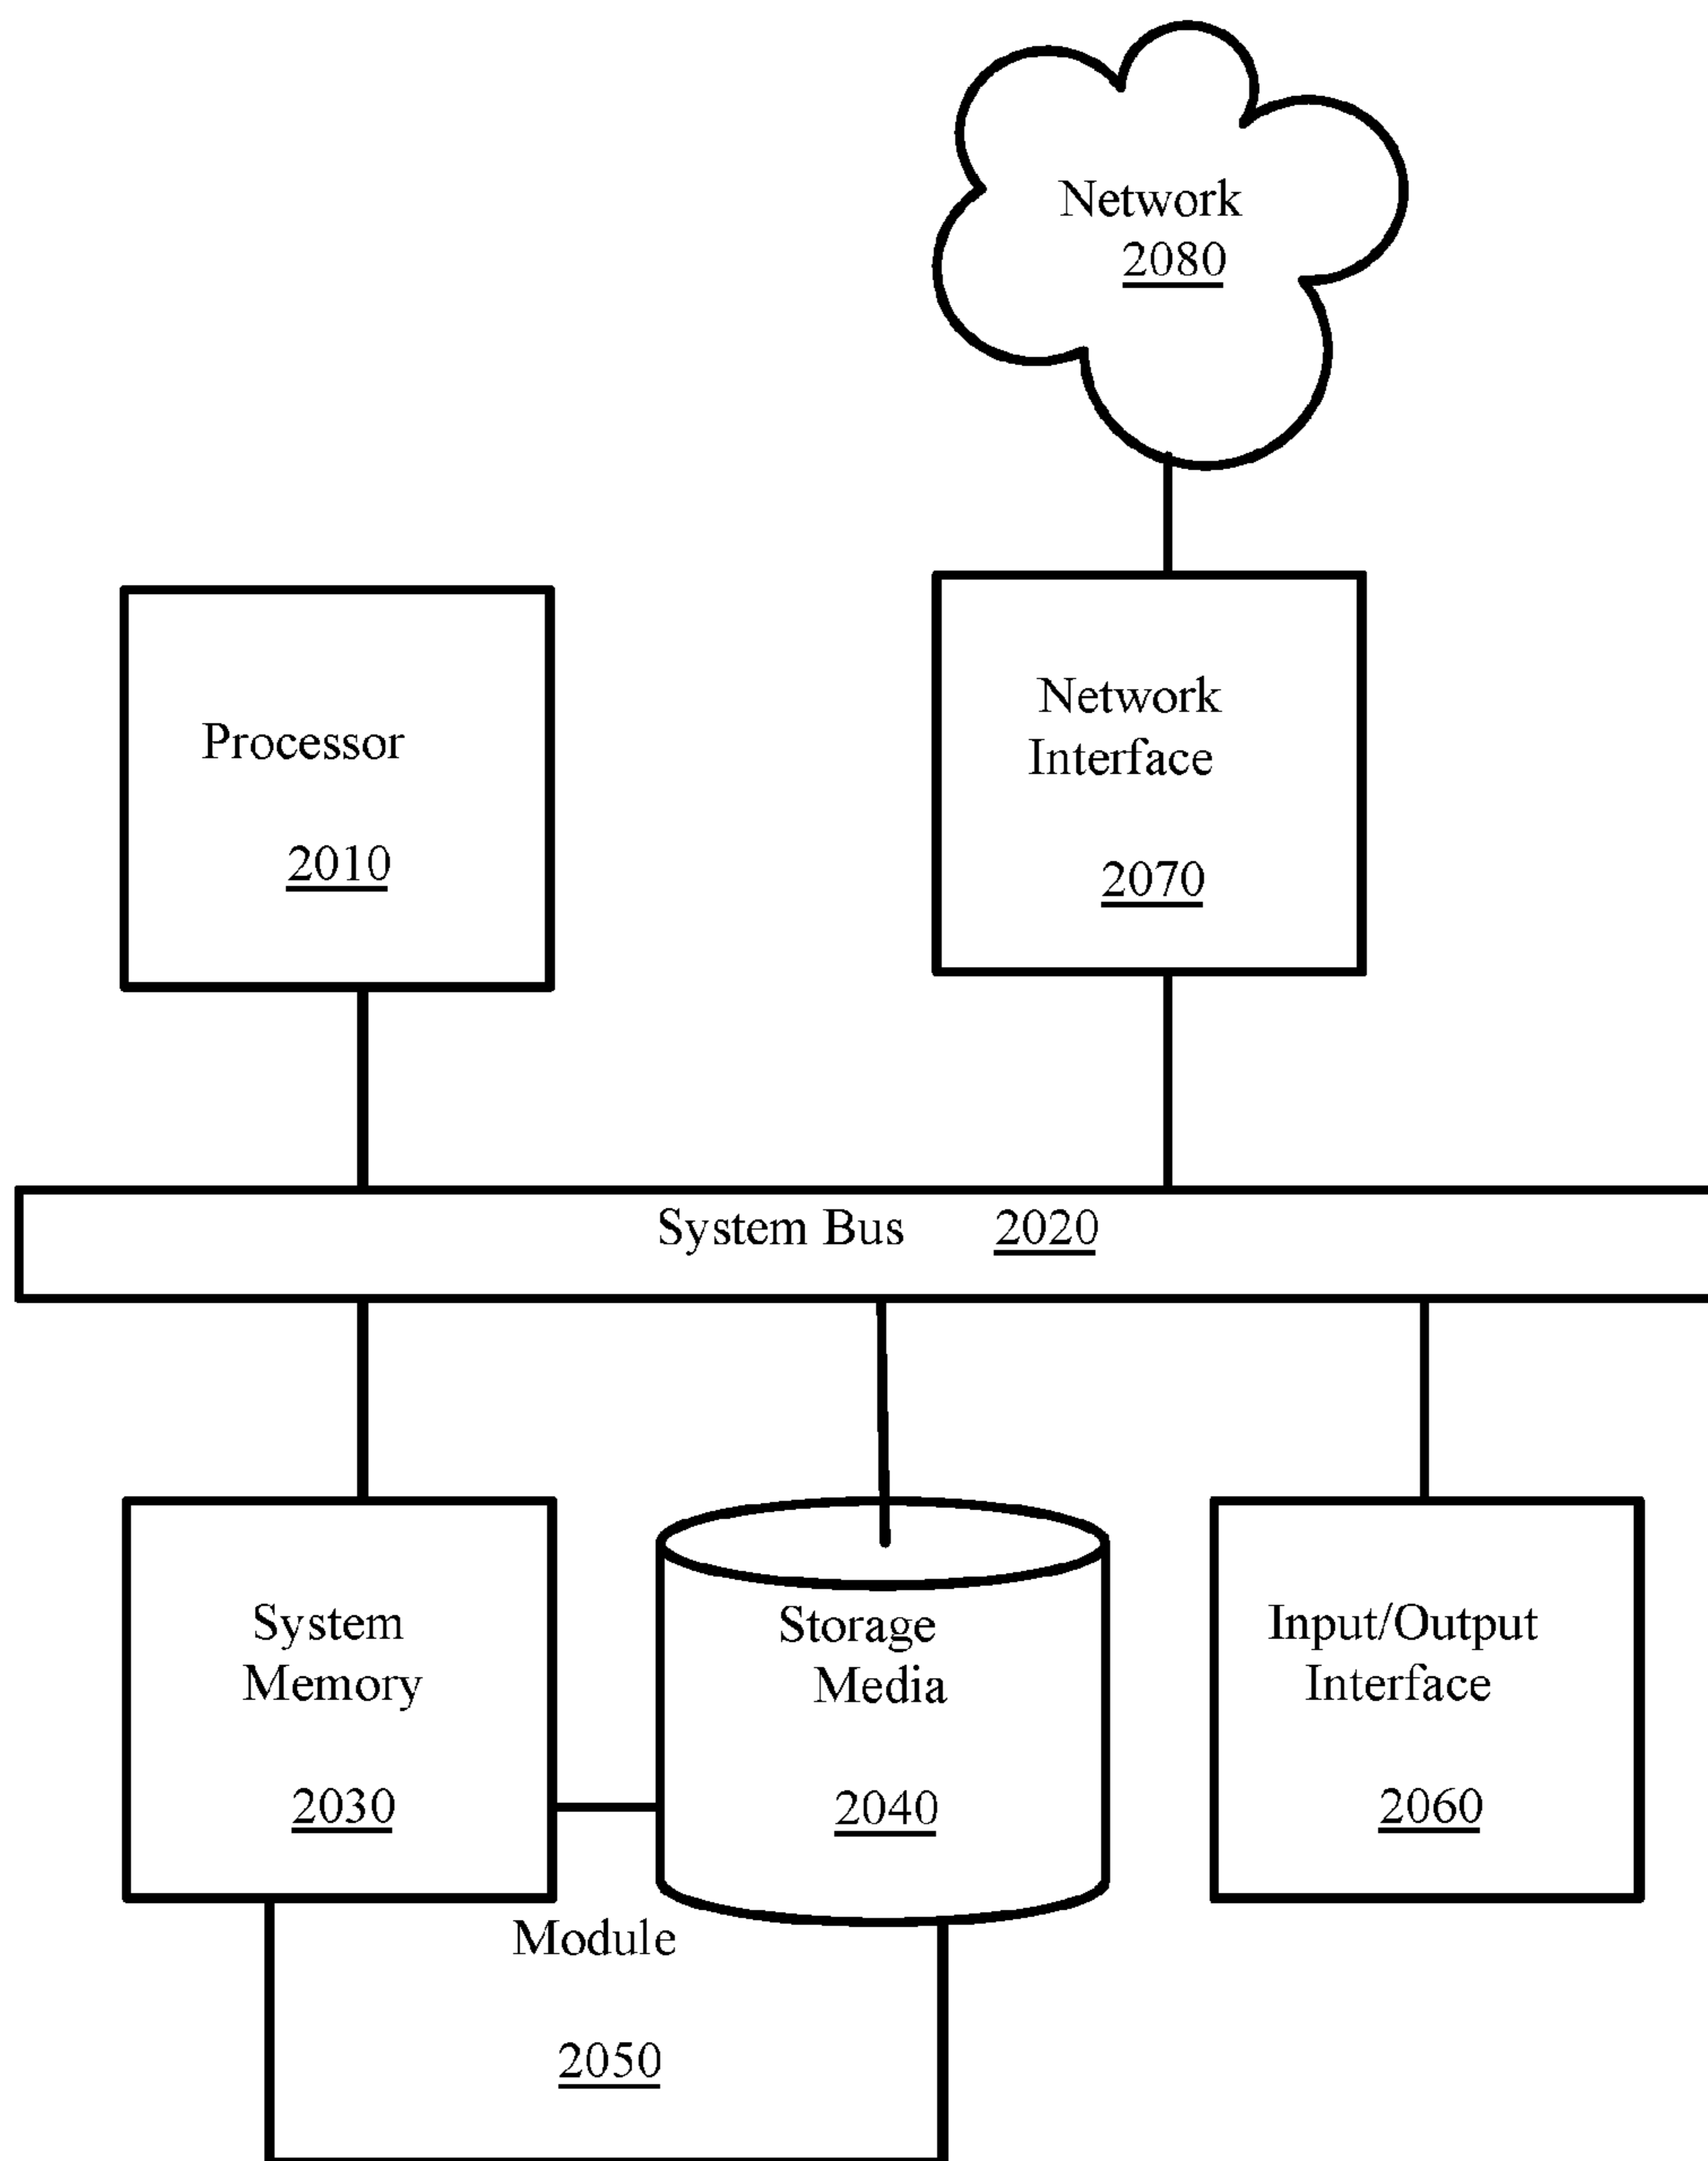 Network
2080
Processor
2010
Network
Interface
2070
System Bus 2020
System
Memory
2030
Storage
Media
2040
Input/Output
Interface
2060
Module
2050